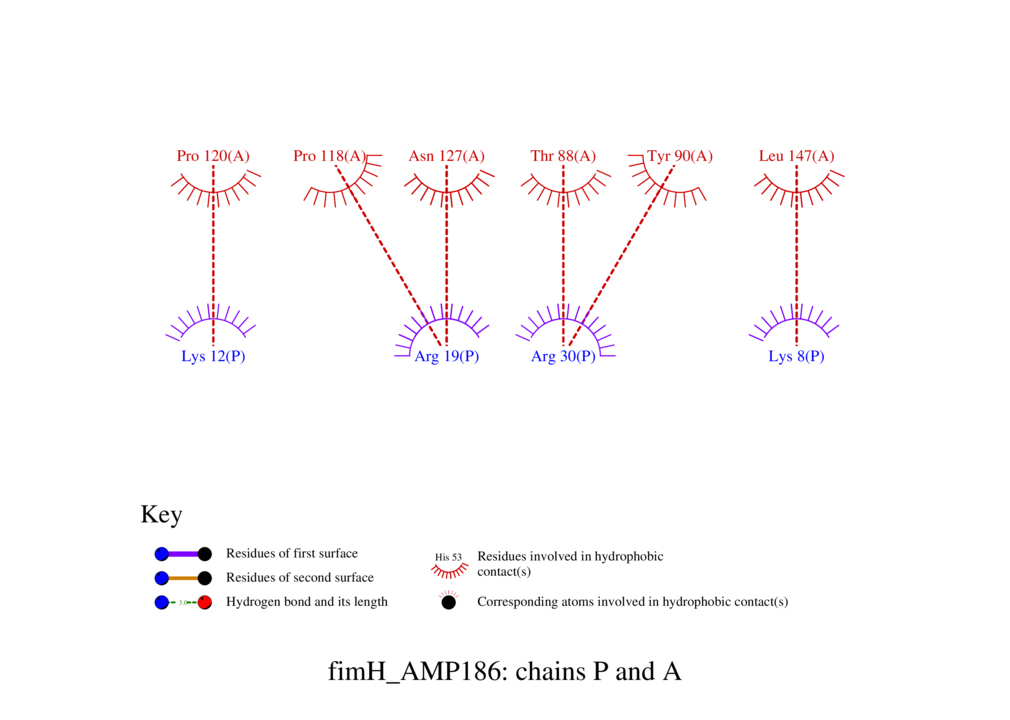 Pro 120(A) Pro 118(A) Asn 127(A) Thr 88(A) Tyr 90(A) Leu 147(A)
Lys 12(P) Arg 19(P) Arg 30(P) Lys 8(P)
Key
Residues of first surface
Residues of second surface
3.0
Hydrogen bond and its length
His 53
Residues involved in hydrophobic
contact(s)
Corresponding atoms involved in hydrophobic contact(s)
fimH_AMP186: chains P and A